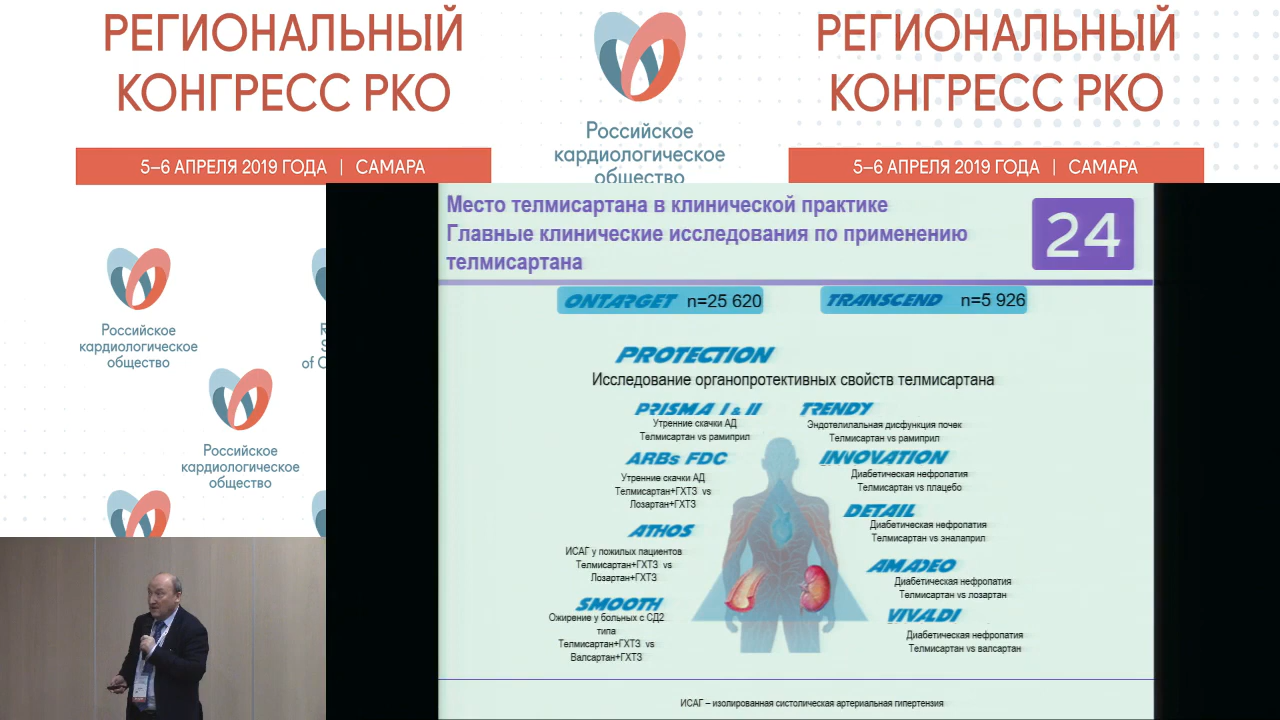 РЕГИОНАЛЬНЫЙ
КОНГРЕСС РКО
5–6 АПРЕЛЯ 2019 ГОДА | САМАРА
Российское
кардиологическое
общество
РЕГИОНАЛЬНЫЙ
КОНГРЕСС РКО
5–6 АПРЕЛЯ 2019 ГОДА | САМАРА
Российское
кардиологическое
общество
of C
Российское
кардиологическое
общество
Место телмисартана в клинической практике
Главные клинические исследования по применению
телмисартана
24
ONTARGET n=25 620
TRANSCEND n=5 926
PROTECTION
Исследование органопротективных свойств телмисартана
PRISMA I & II
Утренние скачки АД
Телмисартан vs рамиприл
ARBs FDC
Утренние скачки АД
Телмисартан+ГХТЗ vs
Лозартан+ГХТЗ
ATHOS
ИСАГ у пожилых пациентов
Телмисартан+ГХТЗ vs
Лозартан+ГХТЗ
SMOOTH
Ожирение у больных с СД2
типа
Телмисартан+ГХТЗ vs
Валсартан+ГХТЗ
TRENDY
Эндотелилальная дисфункция почек
Телмисартан vs рамиприл
INNOVATION
Диабетическая нефропатия
Телмисартан vs плацебо
DETAIL
Диабетическая нефропатия
Телмисартан vs эналаприл
AMADEO
Диабетическая нефропатия
Телмисартан vs лозартан
VIVALDI
Диабетическая нефропатия
Телмисартан vs валсартан
ИСАГ – изолированная систолическая артериальная гипертензия